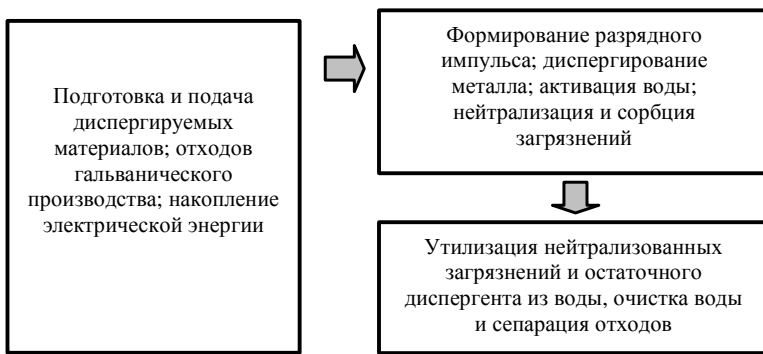 Подготовка и подача
диспергируемых
материалов; отходов
гальванического
производства; накопление
электрической энергии
Формирование разрядного
импульса; диспергирование
металла; активация воды;
нейтрализация и сорбция
загрязнений
Утилизация нейтрализованных
загрязнений и остаточного
диспергента из воды, очистка воды
и сепарация отходов